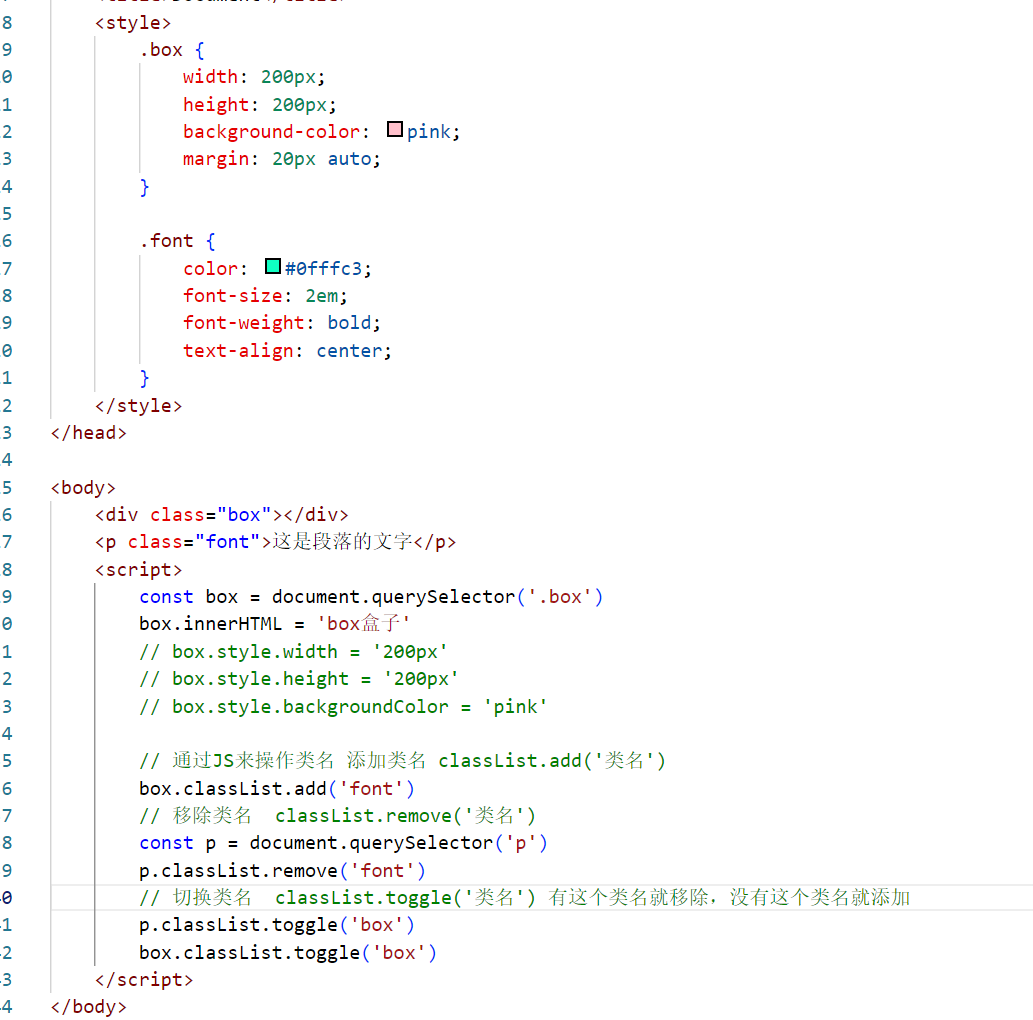 8 <style>
9 .box {
0 width: 200px;
1 height: 200px;
2 background-color: pink;
3 margin: 20px auto;
4 }
5
6 .font {
7 color: #0fffc3;
8 font-size: 2em;
9 font-weight: bold;
0 text-align: center;
1 }
2 </style>
3 </head>
4
5 <body>
6 <div class="box"></div>
7 <p class="font">这是段落的文字</p>
8 <script>
9 const box = document.querySelector('.box')
0 box.innerHTML = 'box盒子'
1 // box.style.width = '200px'
2 // box.style.height = '200px'
3 // box.style.backgroundColor = 'pink'
4
5 // 通过JS来操作类名 添加类名 classList.add('类名')
6 box.classList.add('font')
7 // 移除类名  classList.remove('类名')
8 const p = document.querySelector('p')
9 p.classList.remove('font')
0 // 切换类名  classList.toggle('类名') 有这个类名就移除，没有这个类名就添加
1 p.classList.toggle('box')
2 box.classList.toggle('box')
3 </script>
4 </body>